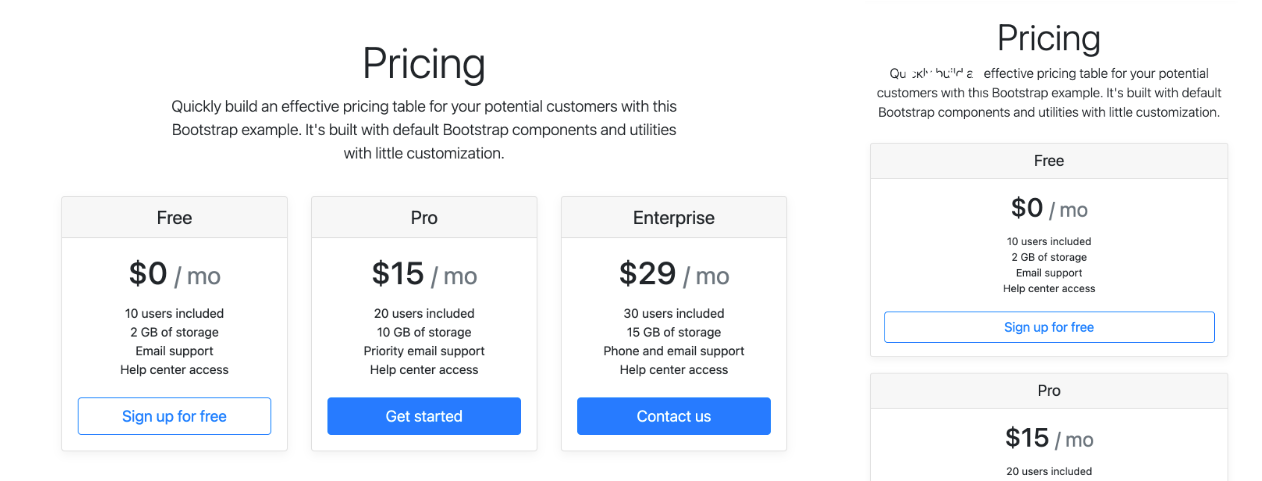 Pricing
Quickly build an effective pricing table for your potential customers with this
Bootstrap example. It's built with default Bootstrap components and utilities
with little customization.
Free
$0 / mo
10 users included
2 GB of storage
Email support
Help center access
Sign up for free
Pro
$15 / mo
20 users included
10 GB of storage
Priority email support
Help center access
Get started
Enterprise
$29 / mo
30 users included
15 GB of storage
Phone and email support
Help center access
Contact us
Pricing
effective pricing table for your potential
customers with this Bootstrap example. It's built with default
Bootstrap components and utilities with little customization.
Free
$0 / mo
10 users included
2 GB of storage
Email support
Help center access
Sign up for free
Pro
$15 / mo
20 users included